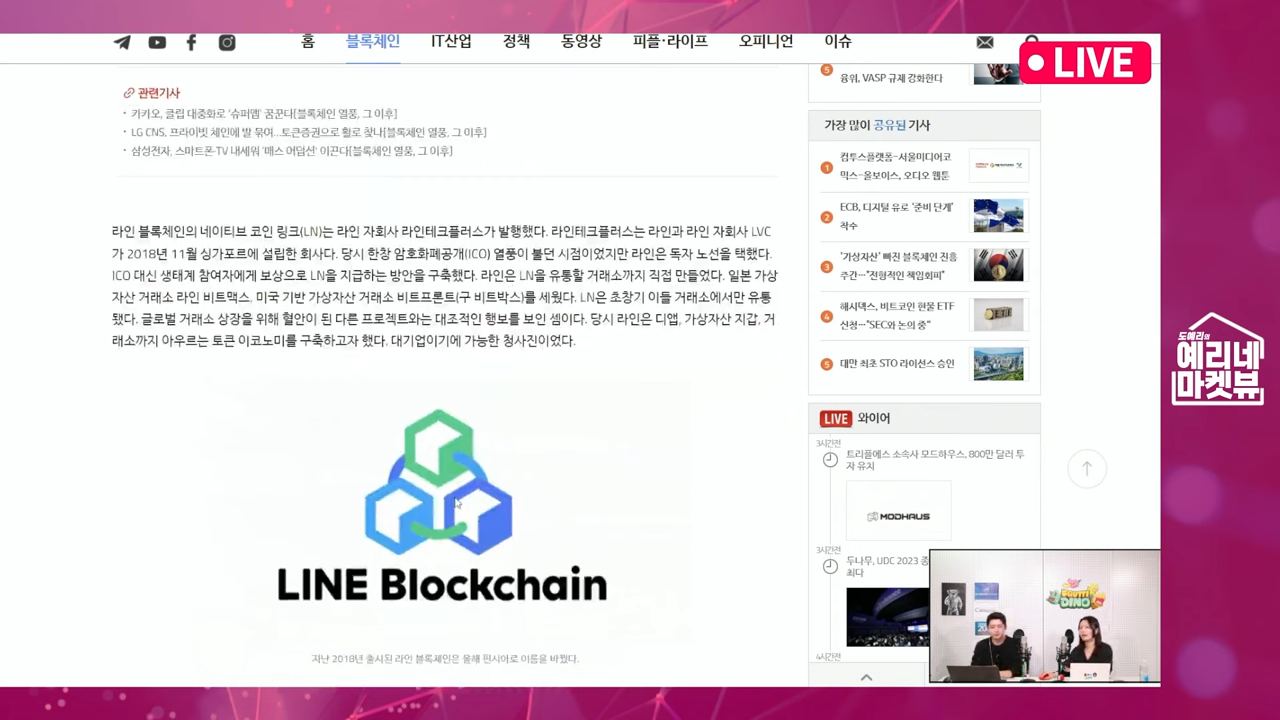 홈 블록체인 IT산업 정책 동영상 피플·라이프 오피니언 이슈
LIVE
관련기사
· 카카오, 클립 대중화로 '슈퍼앱' 꿈꾼다[블록체인 열풍, 그 이후]
· LG CNS, 프라이빗 체인에 발 묶여...토큰증권으로 활로 찾나[블록체인 열풍, 그 이후]
· 삼성전자, 스마트폰·TV 내세워 '매스 어덥션' 이끈다[블록체인 열풍, 그 이후]
라인 블록체인의 네이티브 코인 링크(LN)는 라인 자회사 라인테크플러스가 발행했다. 라인테크플러스는 라인과 라인 자회사 LVC
가 2018년 11월 싱가포르에 설립한 회사다. 당시 한창 암호화폐공개(ICO) 열풍이 불던 시점이었지만 라인은 독자 노선을 택했다.
ICO 대신 생태계 참여자에게 보상으로 LN을 지급하는 방안을 구축했다. 라인은 LN을 유통할 거래소까지 직접 만들었다. 일본 가상
자산 거래소 라인 비트맥스, 미국 기반 가상자산 거래소 비트프론트(구 비트박스)를 세웠다. LN은 초창기 이들 거래소에서만 유통
됐다. 글로벌 거래소 상장을 위해 혈안이 된 다른 프로젝트와는 대조적인 행보를 보인 셈이다. 당시 라인은 디앱, 가상자산 지갑, 거
래소까지 아우르는 토큰 이코노미를 구축하고자 했다. 대기업이기에 가능한 청사진이었다.
LINE Blockchain
지난 2018년 출시된 라인 블록체인은 올해 핀시아로 이름을 바꿨다.
5 융위, VASP 규제 강화한다
가장 많이 공유된 기사
1 컴투스플랫폼-서울미디어코
믹스-올보이스, 오디오 웹툰
2 ECB, 디지털 유로 '준비 단계'
착수
3 '가상자산' 빠진 블록체인 진흥
주간…"전형적인 책임회피"
4 해시덱스, 비트코인 현물 ETF
신청…"SEC와 논의 중"
5 대만 최초 STO 라이선스 승인
LIVE 와이어
3시간전
트리플에스 소속사 모드하우스, 800만 달러 투
자 유치
MODHAUS
3시간전
두나무, UDC 2023 종
최다
4시간전
TUTTI
DINO
도예리의
예리네
마켓뷰